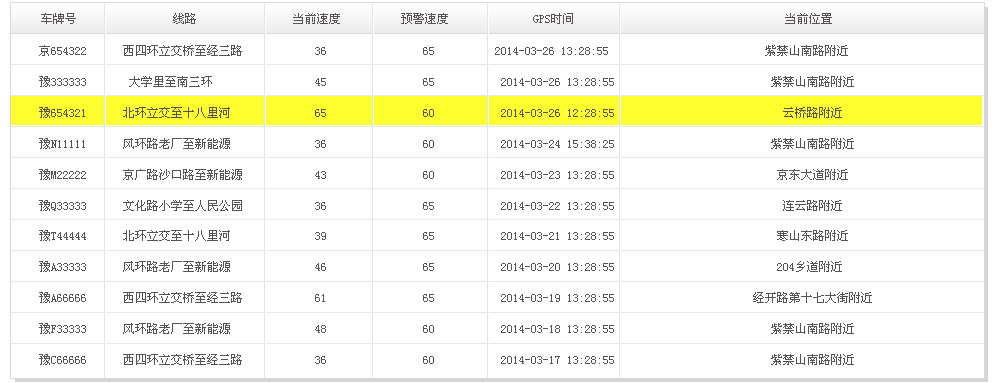 车牌号 线路 当前速度 预警速度 GPS时间 当前位置
京654322 西四环立交桥至经三路 36 65 2014-03-26 13:28:55 紫禁山南路附近
豫333333 大学里至南三环 45 65 2014-03-26 13:28:55 紫禁山南路附近
豫654321 北环立交至十八里河 65 60 2014-03-26 12:28:55 云桥路附近
豫N11111 风环路老厂至新能源 36 60 2014-03-24 15:38:25 紫禁山南路附近
豫M22222 京广路沙口路至新能源 43 60 2014-03-23 13:28:55 京东大道附近
豫Q33333 文化路小学至人民公园 36 65 2014-03-22 13:28:55 连云路附近
豫T44444 北环立交至十八里河 39 65 2014-03-21 13:28:55 寒山东路附近
豫A33333 风环路老厂至新能源 46 65 2014-03-20 13:28:55 204乡道附近
豫A66666 西四环立交桥至经三路 61 65 2014-03-19 13:28:55 经开路第十七大街附近
豫F33333 风环路老厂至新能源 48 60 2014-03-18 13:28:55 紫禁山南路附近
豫C66666 西四环立交桥至经三路 36 60 2014-03-17 13:28:55 紫禁山南路附近